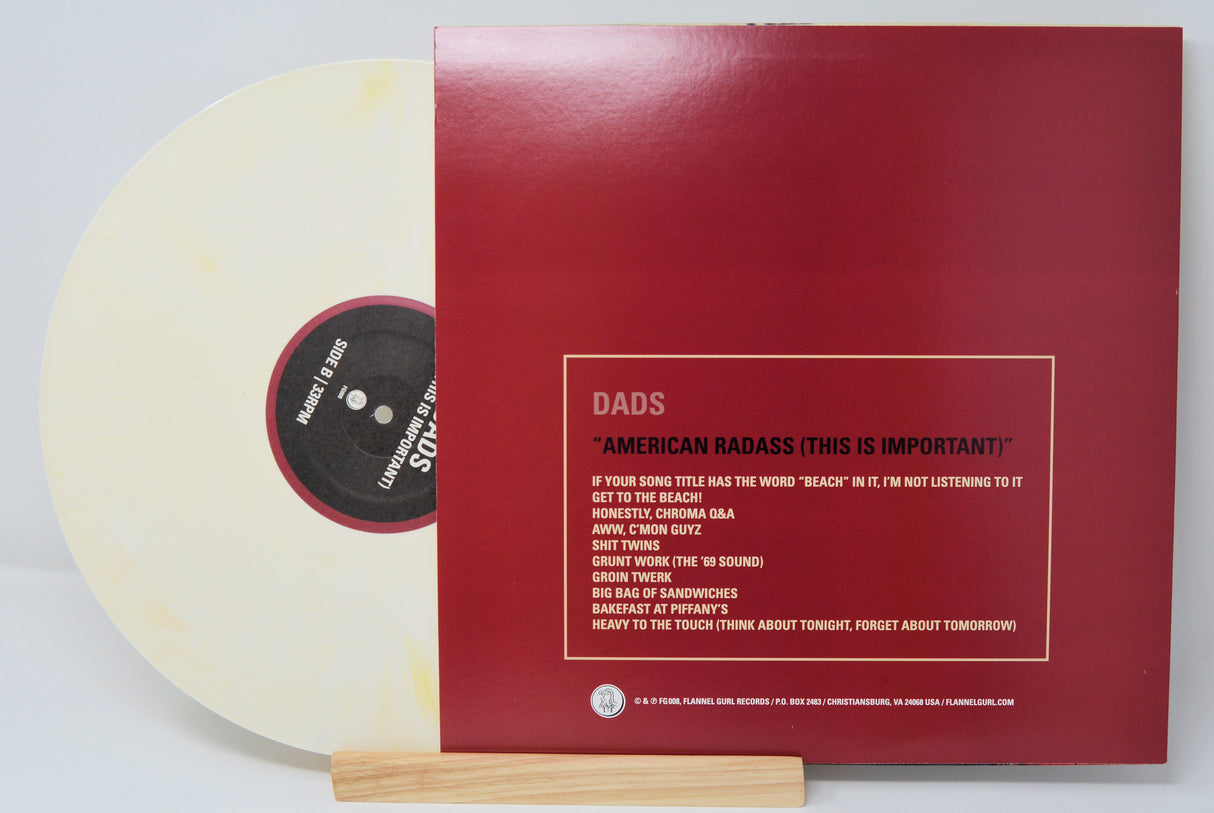 SIDE B | 33RPM
FG008
DADS
THIS IS IMPORTANT)
DADS
“AMERICAN RADASS (THIS IS IMPORTANT)”
IF YOUR SONG TITLE HAS THE WORD “BEACH” IN IT, I’M NOT LISTENING TO IT
GET TO THE BEACH!
HONESTLY, CHROMA Q&A
AWW, C’MON GUYZ
SHIT TWINS
GRUNT WORK (THE ’69 SOUND)
GROIN TWERK
BIG BAG OF SANDWICHES
BAKEFAST AT PIFFANY’S
HEAVY TO THE TOUCH (THINK ABOUT TONIGHT, FORGET ABOUT TOMORROW)
© & ℗ FG008, FLANNEL GURL RECORDS / P.O. BOX 2483 / CHRISTIANSBURG, VA 24068 USA / FLANNELGURL.COM